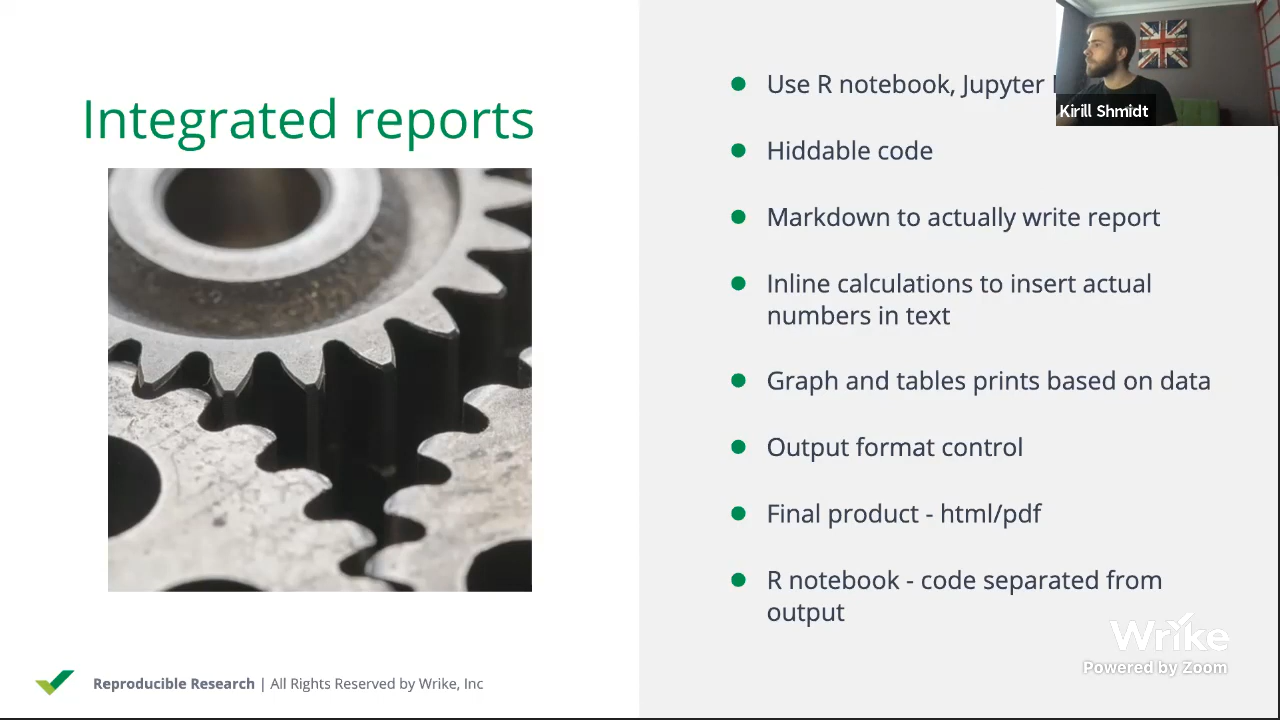 Integrated reports
Use R notebook, Jupyter
Kirill Shmidt
Hiddable code
Markdown to actually write report
Inline calculations to insert actual
numbers in text
Graph and tables prints based on data
Output format control
Final product - html/pdf
R notebook - code separated from
output
Wrike
Powered by Zoom
Reproducible Research | All Rights Reserved by Wrike, Inc